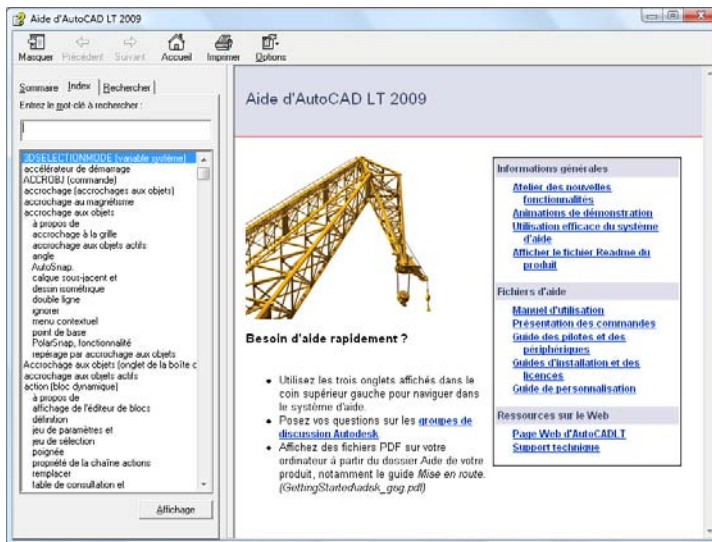 Aide d'AutoCAD LT 2009
Masquer Précédent Suivant Accueil Imprimer Options
Sommaire Index Rechercher
Entrez le mot-clé à rechercher :
3DSELECTIONMODE (variable système)
accélérateur de démarrage
ACCROBJ (commande)
accrochage (accrochages aux objets)
accrochage au magnétisme
accrochage aux objets
à propos de
accrochage à la grille
accrochage aux objets actifs
angle
AutoSnap.
calque sous-jacent et
dessin isométrique
double ligne
ignorer
menu contextuel
point de base
PolarSnap, fonctionnalité
repérage par accrochage aux objets
Accrochage aux objets (onglet de la boîte d
accrochage aux objets actifs
action (bloc dynamique)
à propos de
affichage de l'éditeur de blocs
définition
jeu de paramètres et
jeu de sélection
poignée
propriété de la chaîne actions
remplacer
table de consultation et
Affichage
Aide d'AutoCAD LT 2009
Besoin d'aide rapidement ?
• Utilisez les trois onglets affichés dans le
coin supérieur gauche pour naviguer dans
le système d'aide.
• Posez vos questions sur les groupes de
discussion Autodesk
• Affichez des fichiers PDF sur votre
ordinateur à partir du dossier Aide de votre
produit, notamment le guide Mise en route.
(GettingStarted\adsk_gsg.pdf)
Informations générales
Atelier des nouvelles
fonctionnalités
Animations de démonstration
Utilisation efficace du système
d'aide
Afficher le fichier Readme du
produit
Fichiers d'aide
Manuel d'utilisation
Présentation des commandes
Guide des pilotes et des
périphériques
Guides d'installation et des
licences
Guide de personnalisation
Ressources sur le Web
Page Web d'AutoCADLT
Support technique